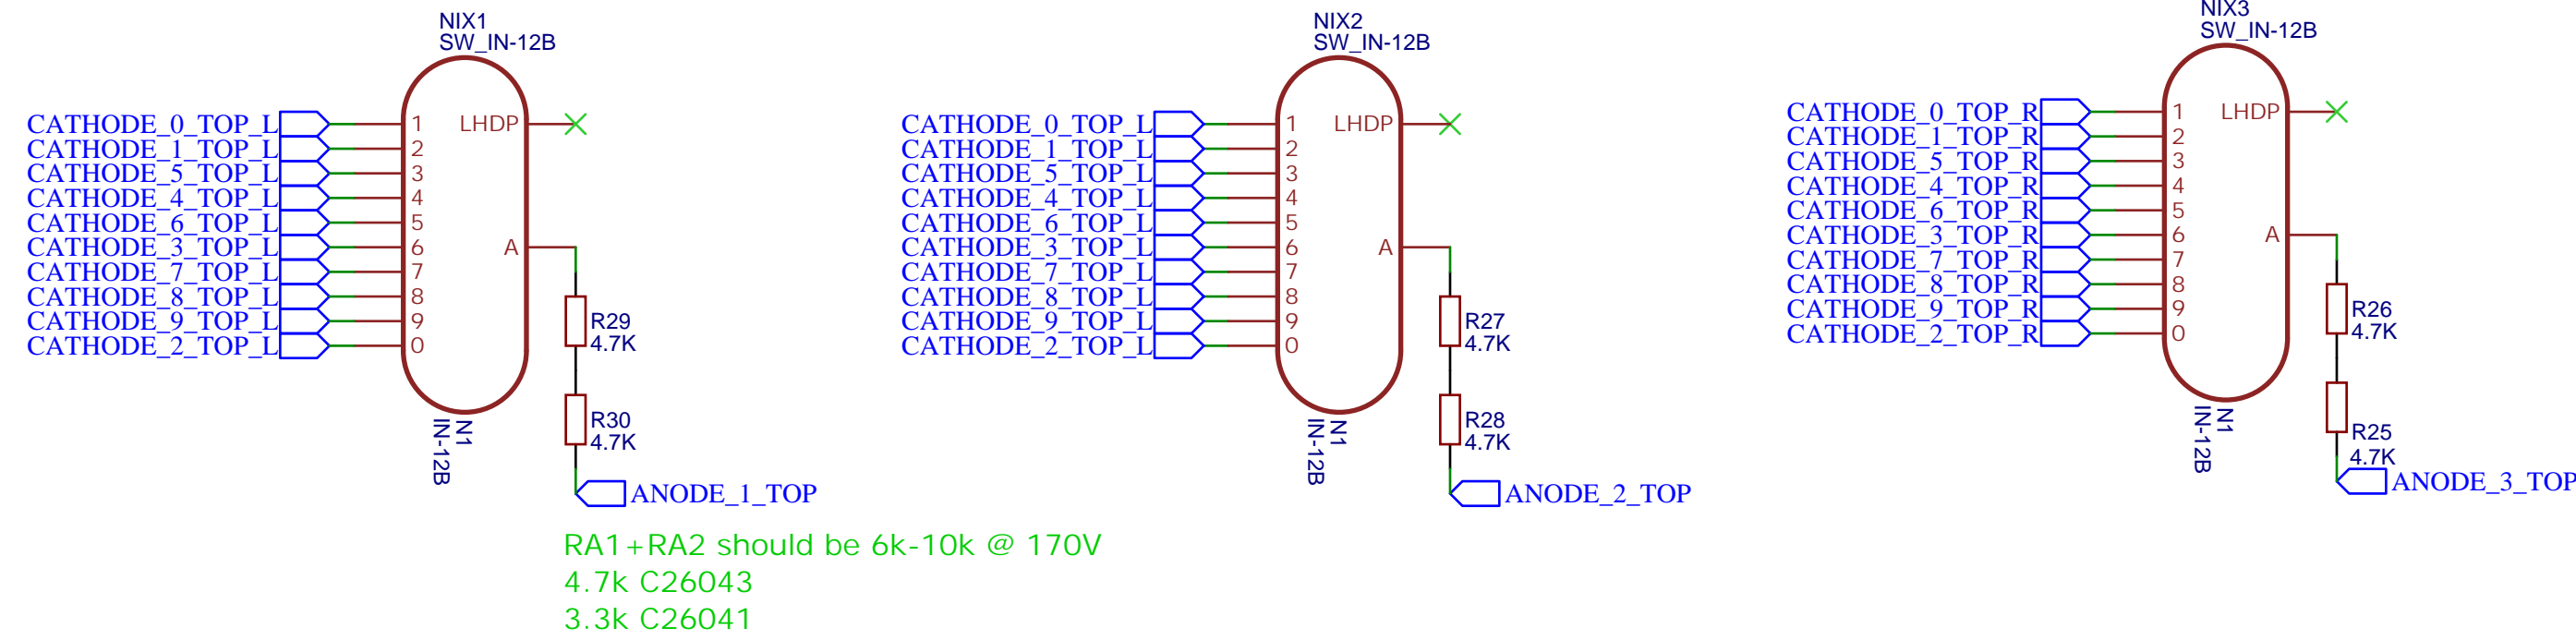 NIX1
SW_IN-12B
CATHODE_0_TOP_L
CATHODE_1_TOP_L
CATHODE_5_TOP_L
CATHODE_4_TOP_L
CATHODE_6_TOP_L
CATHODE_3_TOP_L
CATHODE_7_TOP_L
CATHODE_8_TOP_L
CATHODE_9_TOP_L
CATHODE_2_TOP_L
1
2
3
4
5
6
7
8
9
0
LHDP
A
R29
4.7K
R30
4.7K
N1
IN-12B
ANODE_1_TOP
NIX2
SW_IN-12B
CATHODE_0_TOP_L
CATHODE_1_TOP_L
CATHODE_5_TOP_L
CATHODE_4_TOP_L
CATHODE_6_TOP_L
CATHODE_3_TOP_L
CATHODE_7_TOP_L
CATHODE_8_TOP_L
CATHODE_9_TOP_L
CATHODE_2_TOP_L
1
2
3
4
5
6
7
8
9
0
LHDP
A
R27
4.7K
R28
4.7K
N1
IN-12B
ANODE_2_TOP
NIX3
SW_IN-12B
CATHODE_0_TOP_R
CATHODE_1_TOP_R
CATHODE_5_TOP_R
CATHODE_4_TOP_R
CATHODE_6_TOP_R
CATHODE_3_TOP_R
CATHODE_7_TOP_R
CATHODE_8_TOP_R
CATHODE_9_TOP_R
CATHODE_2_TOP_R
1
2
3
4
5
6
7
8
9
0
LHDP
A
R26
4.7K
R25
4.7K
N1
IN-12B
ANODE_3_TOP
RA1+RA2 should be 6k-10k @ 170V
4.7k C26043
3.3k C26041